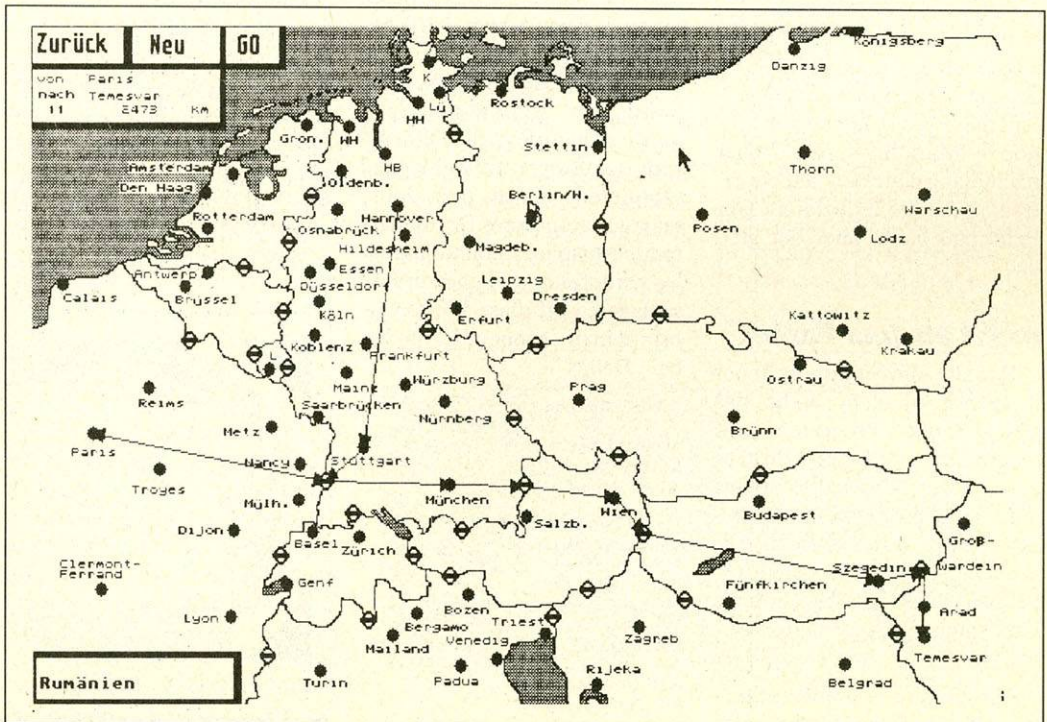 Zurück Neu GO
von Paris
nach Temesvar
11 2473 km
Königsberg
Danzig
K
Lü
HH
Rostock
Gron.
WH
HB
Stettin
Thorn
Amsterdam
Den Haag
Oldenb.
Berlin/H.
Warschau
Rotterdam
Osnabrück
Hannover
Hildesheim
Magdeb.
Posen
Lodz
Antwerp
Essen
Düsseldorf
Leipzig
Calais
Brüssel
Köln
Erfurt
Dresden
Kattowitz
Krakau
Koblenz
Frankfurt
L
Mainz
Würzburg
Prag
Ostrau
Reims
Saarbrücken
Nürnberg
Brünn
Metz
Paris
Nancy
Stuttgart
Troyes
Mülh.
München
Wien
Budapest
Salzb.
Dijon
Basel
Zürich
Groß-
wardein
Clermont-
Ferrand
Genf
Szegedin
Fünfkirchen
Bozen
Arad
Lyon
Bergamo
Triest
Venedig
Zagreb
Mailand
Temesvar
Rumänien
Turin
Padua
Rijeka
Belgrad
i